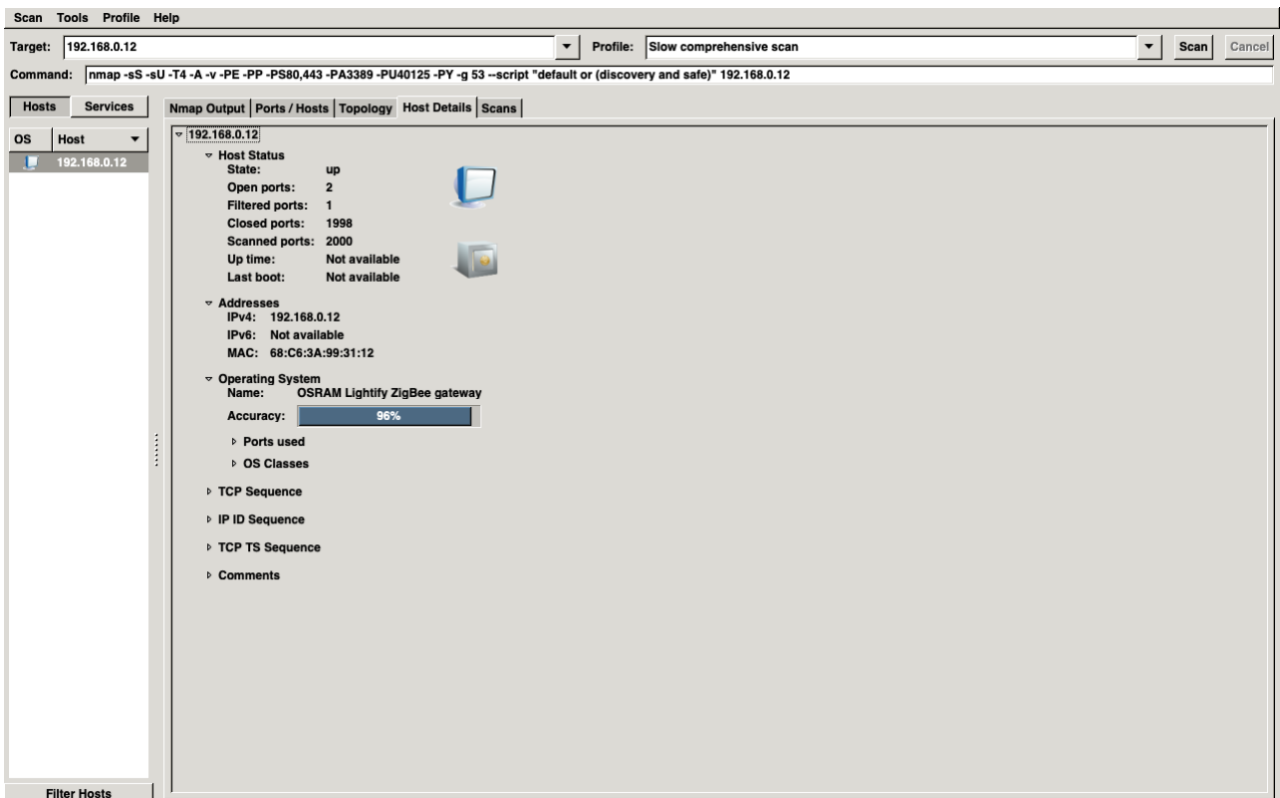 Scan Tools Profile Help
Target: 192.168.0.12 Profile: Slow comprehensive scan Scan Cancel
Command: nmap -sS -sU -T4 -A -v -PE -PP -PS80,443 -PA3389 -PU40125 -PY -g 53 --script "default or (discovery and safe)" 192.168.0.12
Hosts Services Nmap Output Ports / Hosts Topology Host Details Scans
OS Host
192.168.0.12
192.168.0.12
Host Status
State: up
Open ports: 2
Filtered ports: 1
Closed ports: 1998
Scanned ports: 2000
Up time: Not available
Last boot: Not available
Addresses
IPv4: 192.168.0.12
IPv6: Not available
MAC: 68:C6:3A:99:31:12
Operating System
Name: OSRAM Lightify ZigBee gateway
Accuracy: 96%
Ports used
OS Classes
TCP Sequence
IP ID Sequence
TCP TS Sequence
Comments
Filter Hosts